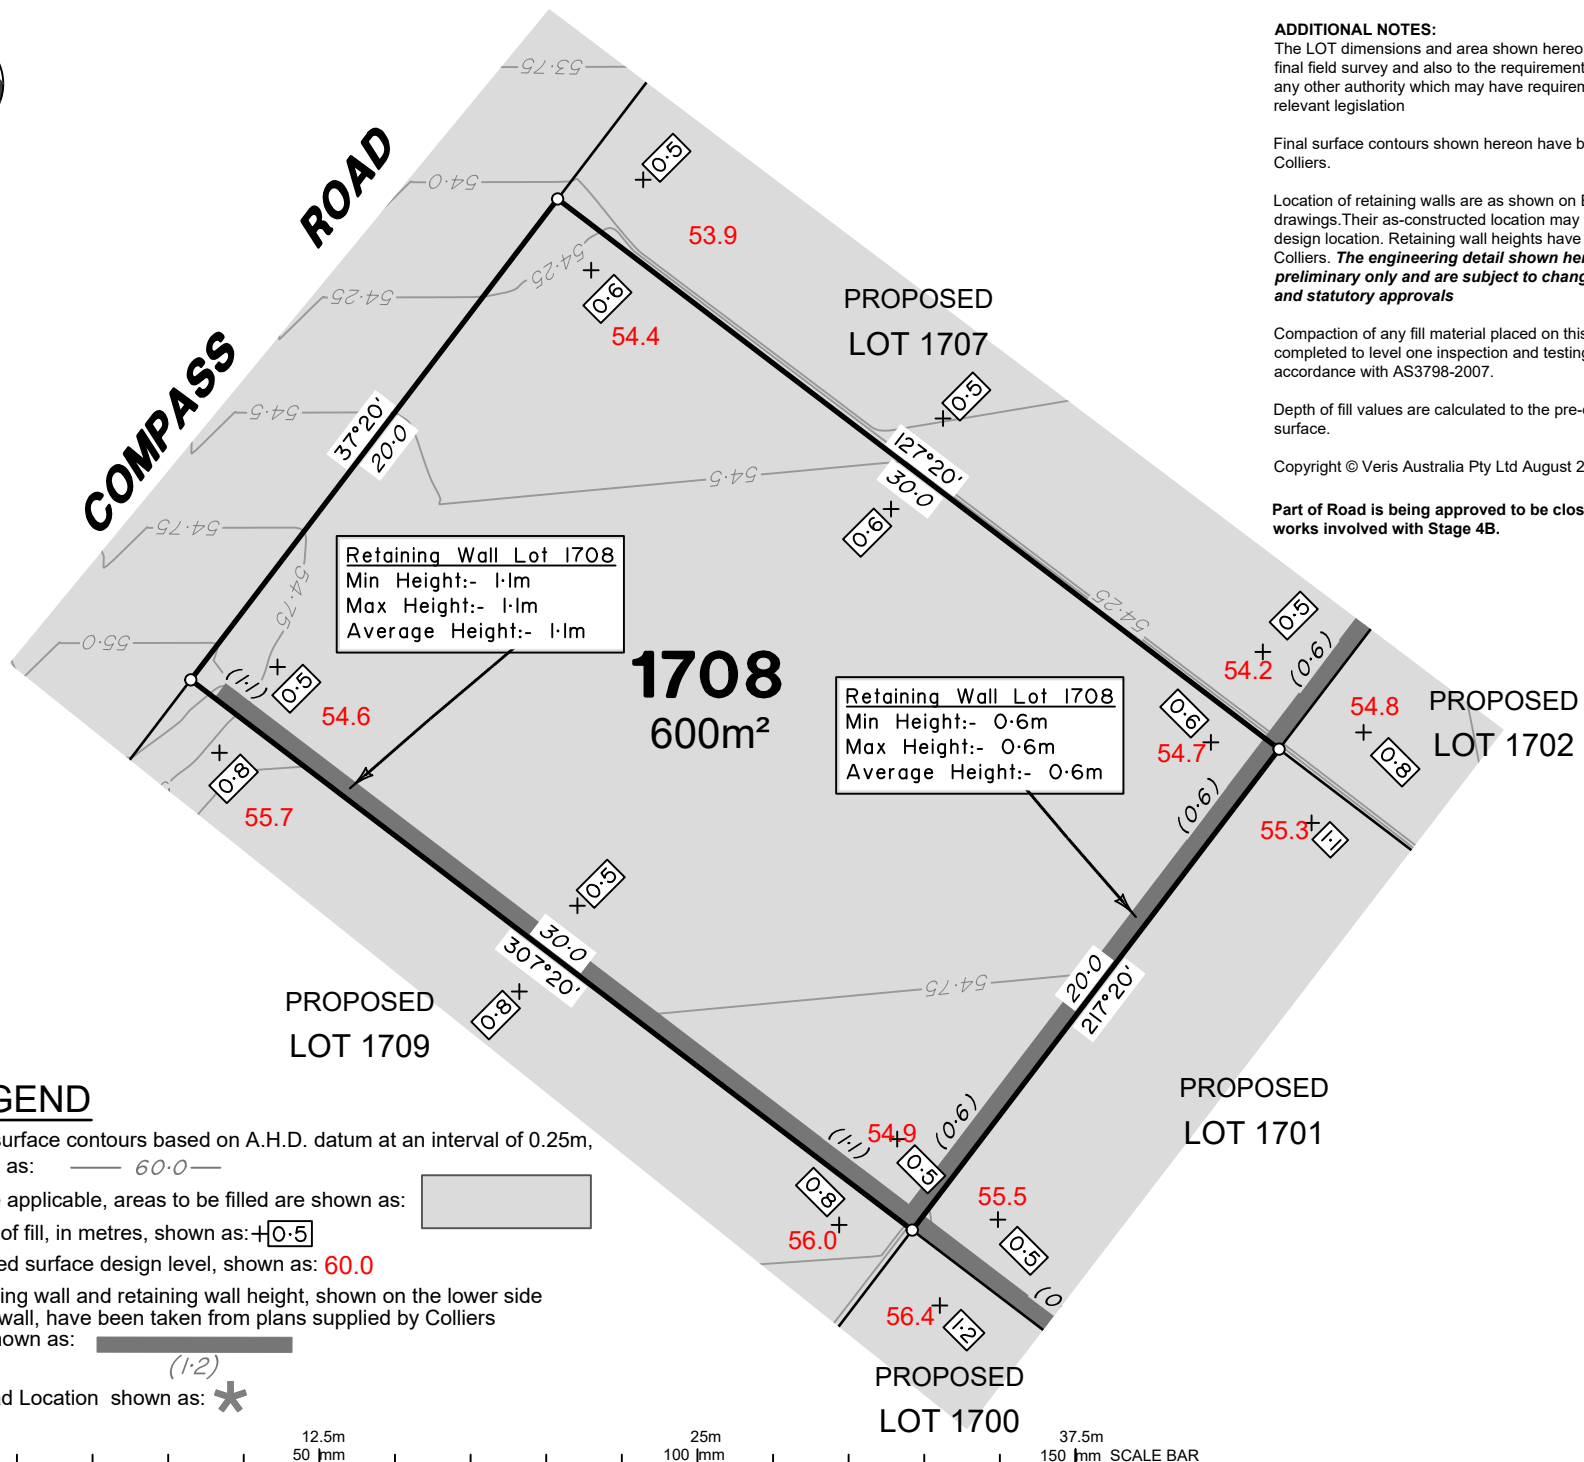 ADDITIONAL NOTES:
The LOT dimensions and area shown hereo
final field survey and also to the requirement
any other authority which may have requirem
relevant legislation
Final surface contours shown hereon have b
Colliers.
Location of retaining walls are as shown on E
drawings.Their as-constructed location may
design location. Retaining wall heights have
Colliers. The engineering detail shown her
preliminary only and are subject to chang
and statutory approvals
Compaction of any fill material placed on this
completed to level one inspection and testing
accordance with AS3798-2007.
Depth of fill values are calculated to the pre-
surface.
Copyright © Veris Australia Pty Ltd August 2
Part of Road is being approved to be clos
works involved with Stage 4B.
COMPASS ROAD
53·75
54·0
54·25
54·25
54·5
54·5
54·75
54·75
55·0
54·25
54·75
0·5
53.9
0·6
54.4
PROPOSED
LOT 1707
0·5
37°20'
20·0
127°20'
30·0
0·6
Retaining Wall Lot 1708
Min Height:- 1·1m
Max Height:- 1·1m
Average Height:- 1·1m
1708
600m²
Retaining Wall Lot 1708
Min Height:- 0·6m
Max Height:- 0·6m
Average Height:- 0·6m
0·5
54.2
(0·6)
0·6
54.7
(0·6)
54.8
0·8
PROPOSED
LOT 1702
55.3
1·1
(1·1)
0·5
54.6
0·8
55.7
0·5
30·0
307°20'
0·8
PROPOSED
LOT 1709
20·0
217°20'
PROPOSED
LOT 1701
(1·1)
54.9
(0·6)
0·5
0·8
56.0
55.5
0·5
(0
56.4
1·2
PROPOSED
LOT 1700
GEND
surface contours based on A.H.D. datum at an interval of 0.25m,
as: 60·0
e applicable, areas to be filled are shown as:
of fill, in metres, shown as: 0·5
ed surface design level, shown as: 60.0
ing wall and retaining wall height, shown on the lower side
wall, have been taken from plans supplied by Colliers
hown as:
(1·2)
d Location shown as:
12.5m 25m 37.5m
50 mm 100 mm 150 mm SCALE BAR